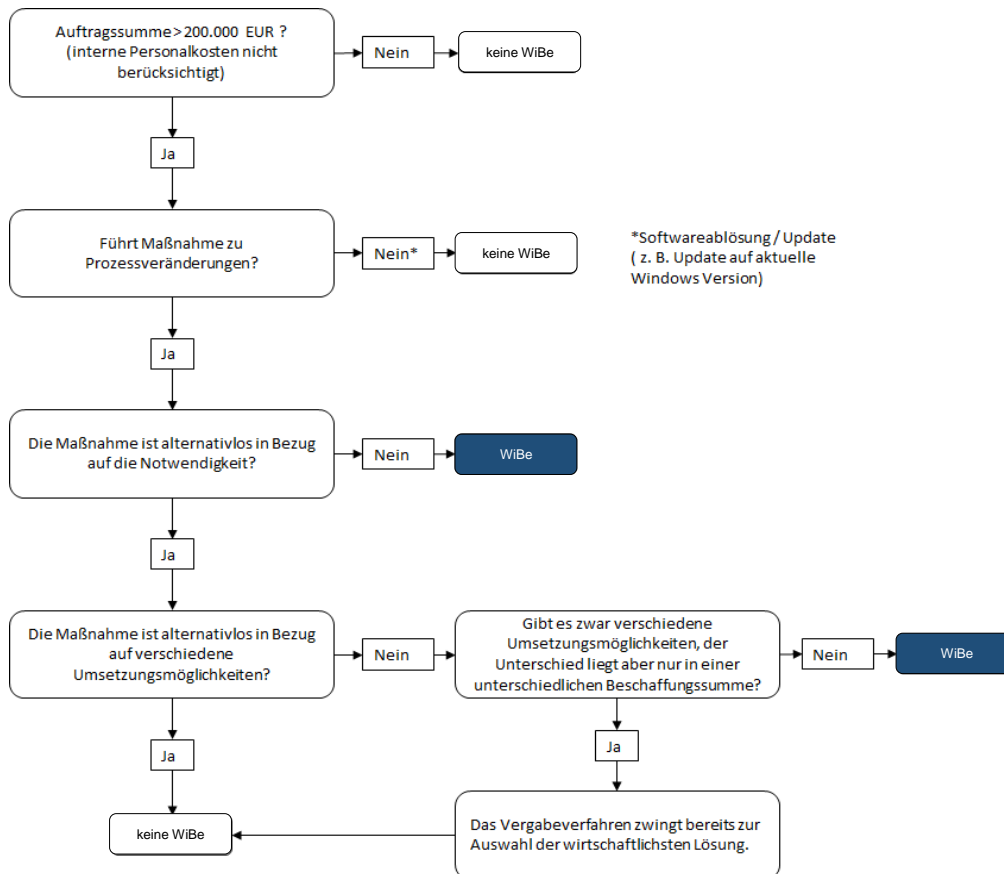 Auftragssumme > 200.000 EUR ?
(interne Personalkosten nicht
berücksichtigt)
Nein
keine WiBe
Ja
Führt Maßnahme zu
Prozessveränderungen?
Nein*
keine WiBe
*Softwareablösung / Update
( z. B. Update auf aktuelle
Windows Version)
Ja
Die Maßnahme ist alternativlos in Bezug
auf die Notwendigkeit?
Nein
WiBe
Ja
Die Maßnahme ist alternativlos in Bezug
auf verschiedene
Umsetzungsmöglichkeiten?
Nein
Gibt es zwar verschiedene
Umsetzungsmöglichkeiten, der
Unterschied liegt aber nur in einer
unterschiedlichen Beschaffungssumme?
Nein
WiBe
Ja
Ja
keine WiBe
Das Vergabeverfahren zwingt bereits zur
Auswahl der wirtschaftlichsten Lösung.